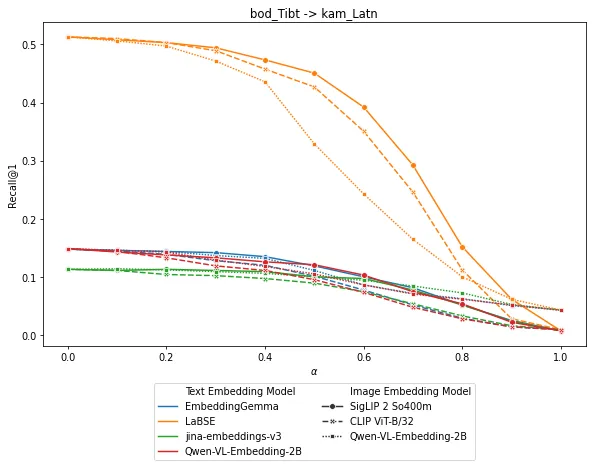 bod_Tibt -> kam_Latn
Recall@1
0.5
0.4
0.3
0.2
0.1
0.0
0.0 0.2 0.4 0.6 0.8 1.0
α
Text Embedding Model Image Embedding Model
EmbeddingGemma SigLIP 2 So400m
LaBSE CLIP ViT-B/32
jina-embeddings-v3 Qwen-VL-Embedding-2B
Qwen-VL-Embedding-2B